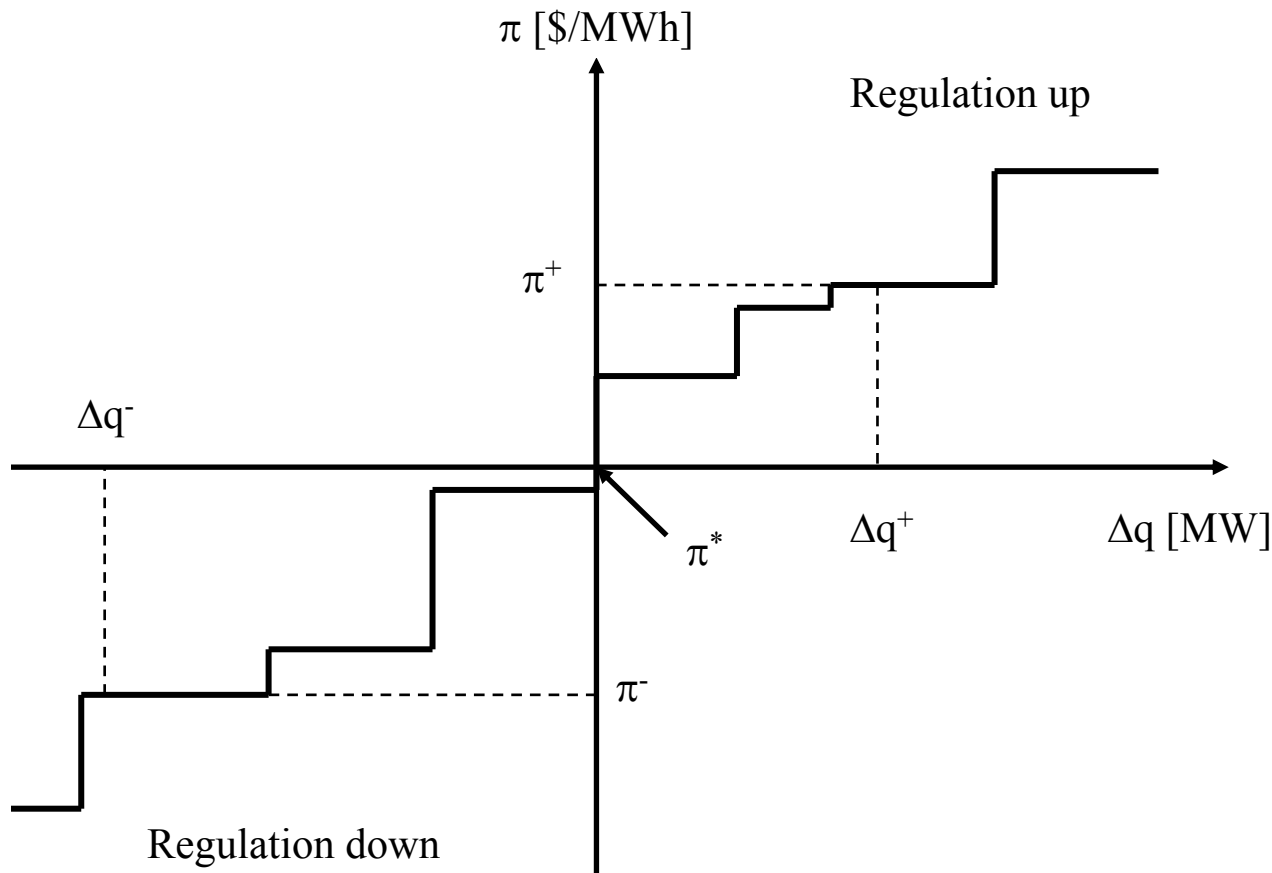 π [$/MWh]
Regulation up
π⁺
Δq⁻
Δq⁺
Δq [MW]
π*
π⁻
Regulation down